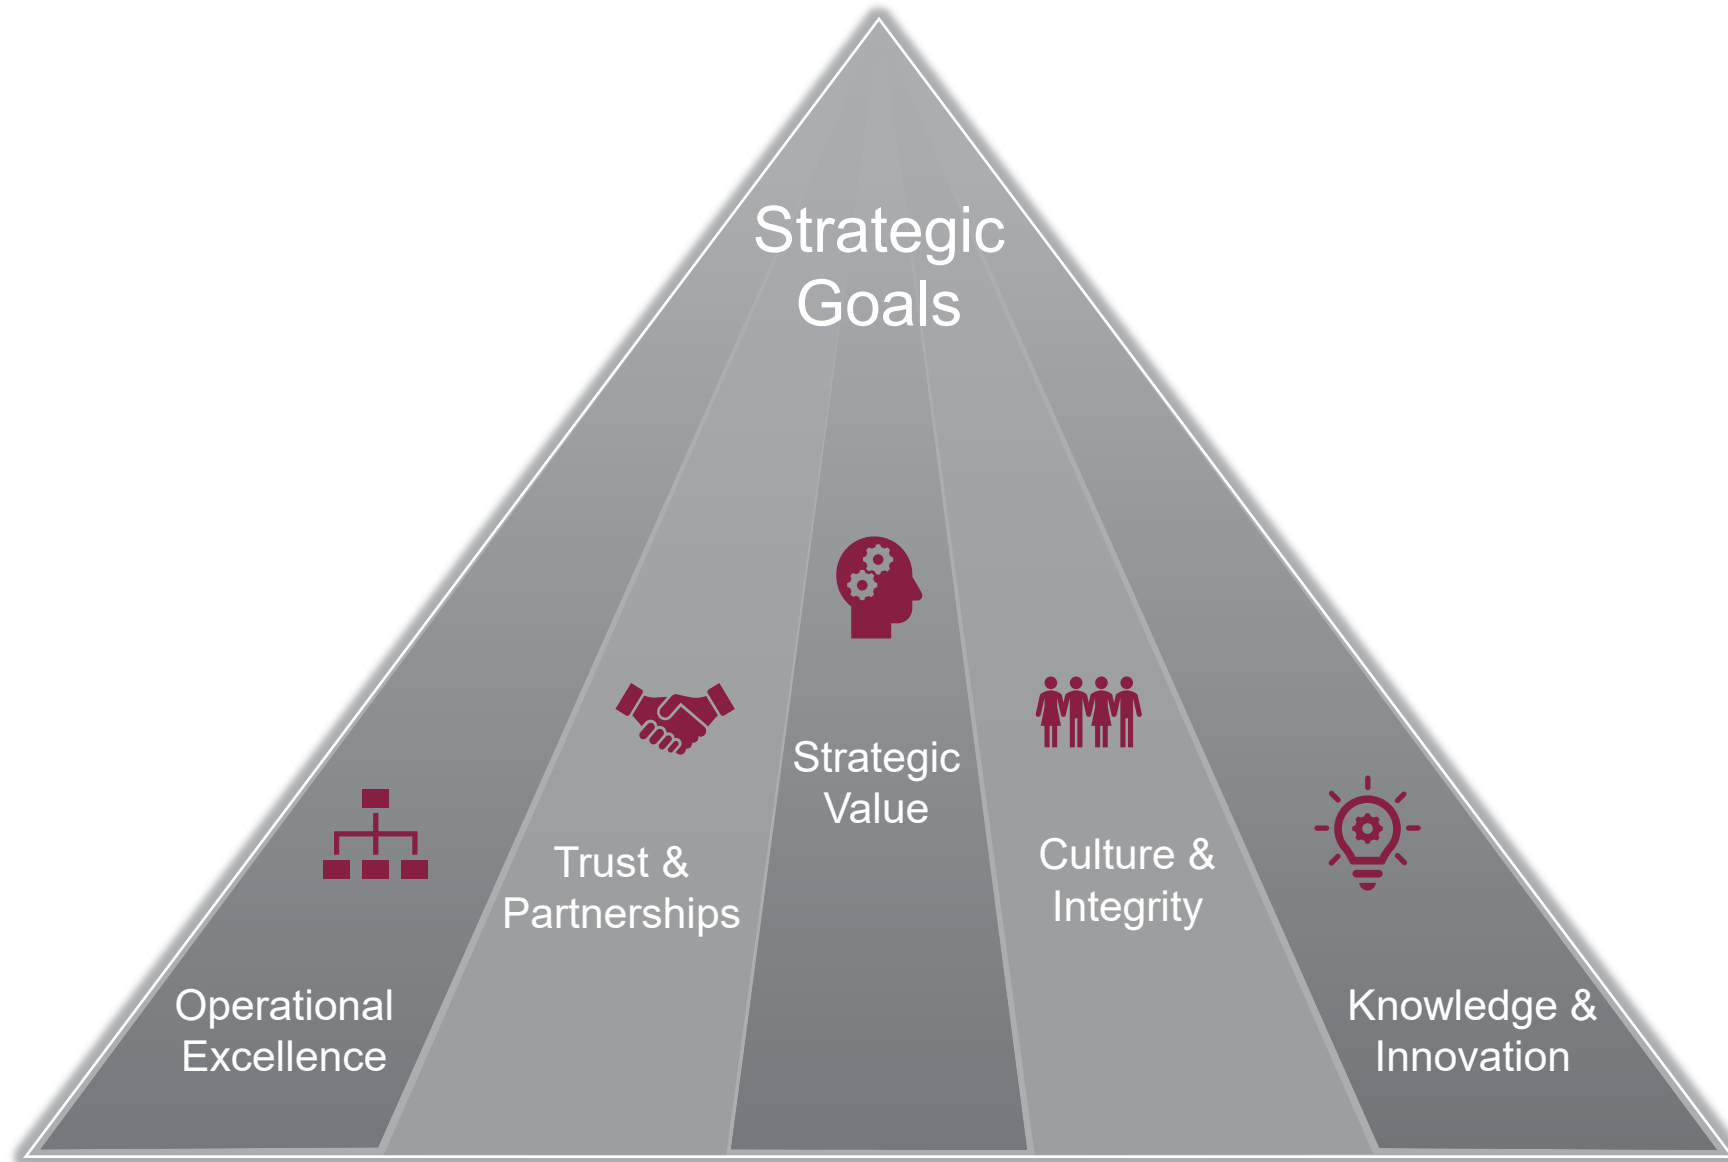 Strategic
Goals
Strategic
Value
Trust &
Partnerships
Culture &
Integrity
Operational
Excellence
Knowledge &
Innovation